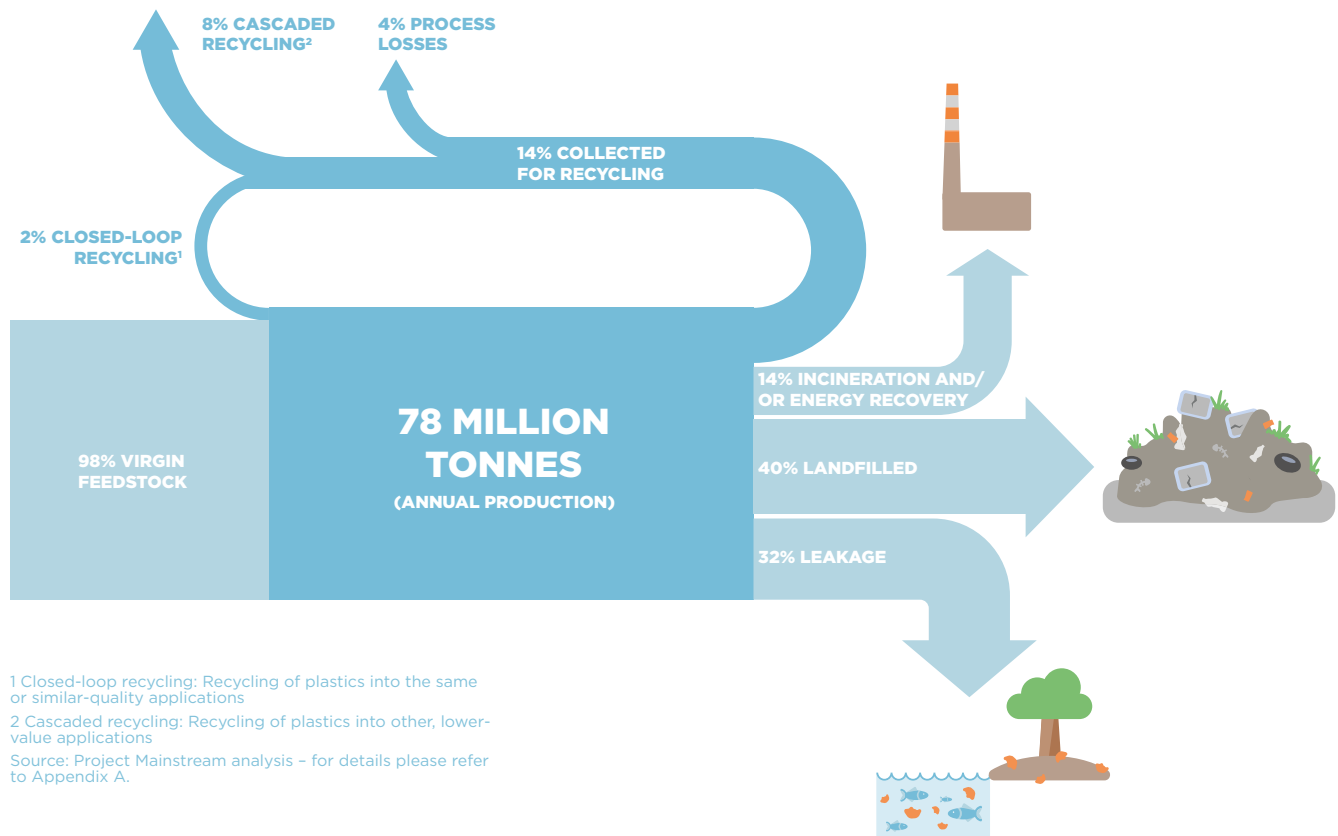 8% CASCADED
RECYCLING²
4% PROCESS
LOSSES
14% COLLECTED
FOR RECYCLING
2% CLOSED-LOOP
RECYCLING¹
98% VIRGIN
FEEDSTOCK
78 MILLION
TONNES
(ANNUAL PRODUCTION)
14% INCINERATION AND/
OR ENERGY RECOVERY
40% LANDFILLED
32% LEAKAGE
1 Closed-loop recycling: Recycling of plastics into the same
or similar-quality applications
2 Cascaded recycling: Recycling of plastics into other, lower-
value applications
Source: Project Mainstream analysis – for details please refer
to Appendix A.